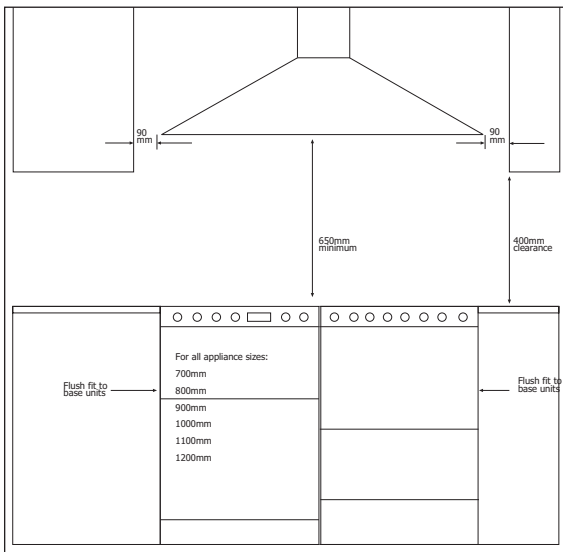 90
mm
90
mm
650mm
minimum
400mm
clearance
For all appliance sizes:
700mm
800mm
900mm
1000mm
1100mm
1200mm
Flush fit to
base units
Flush fit to
base units